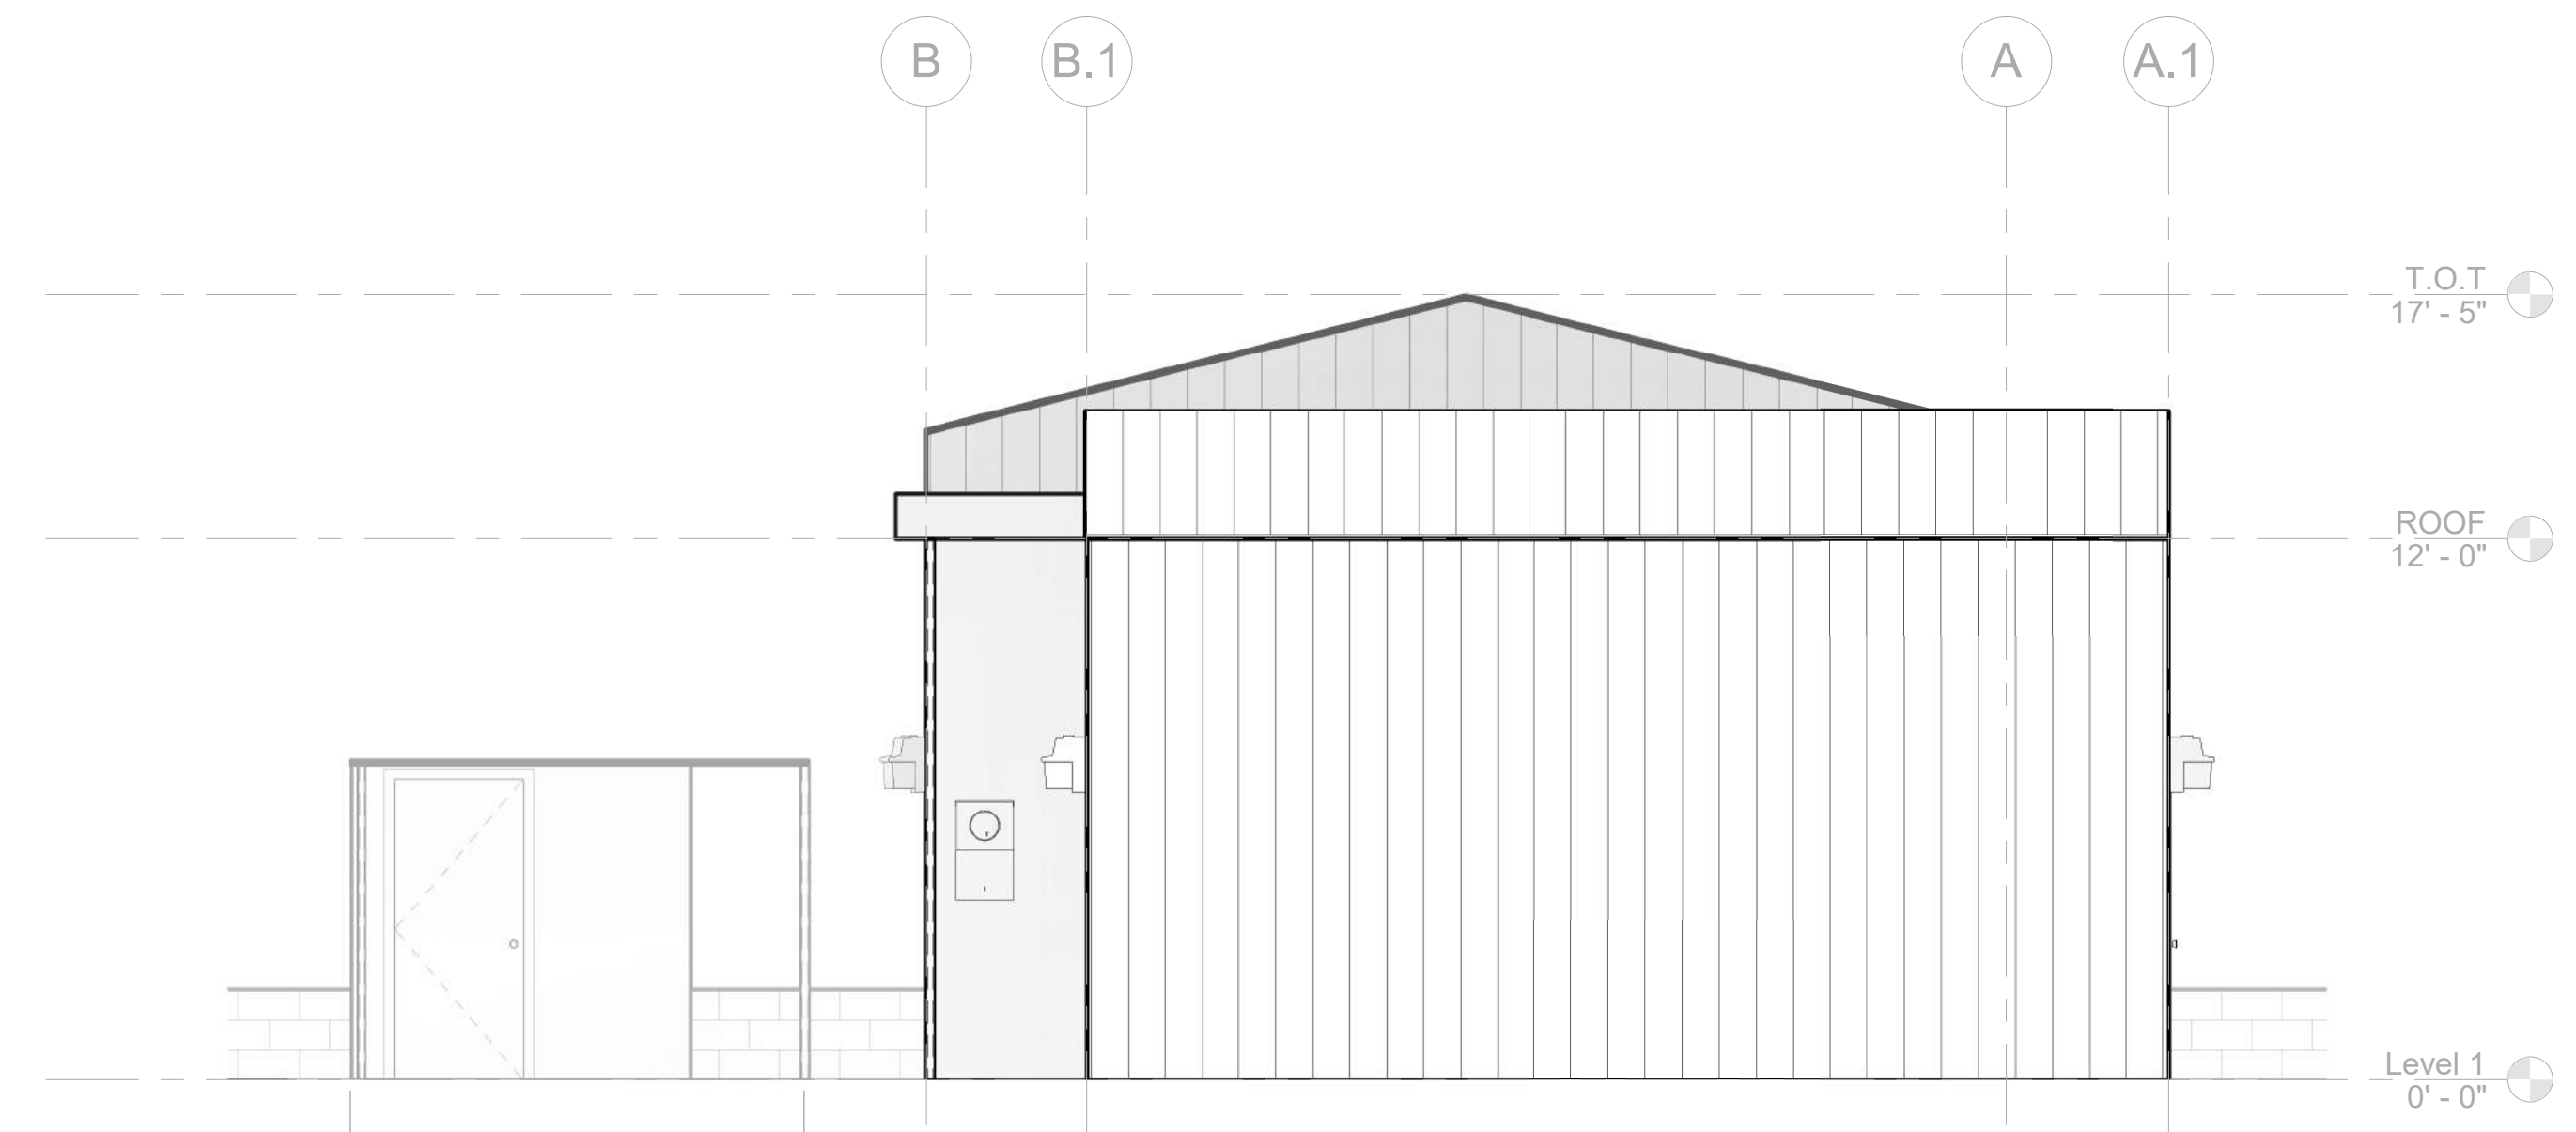 B
B.1
A
A.1
T.O.T
17' - 5"
ROOF
12' - 0"
Level 1
0' - 0"